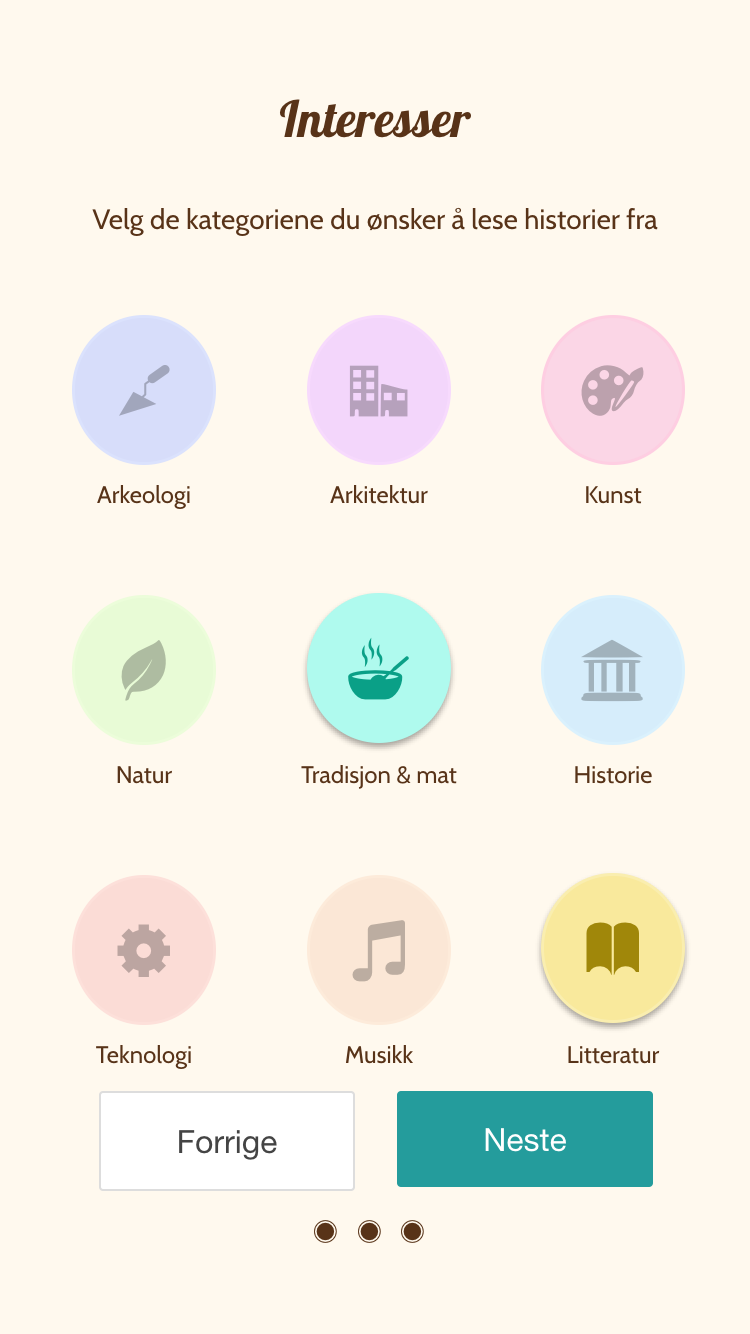 Interesser
Velg de kategoriene du ønsker å lese historier fra
Arkeologi
Arkitektur
Kunst
Natur
Tradisjon & mat
Historie
Teknologi
Musikk
Litteratur
Forrige
Neste